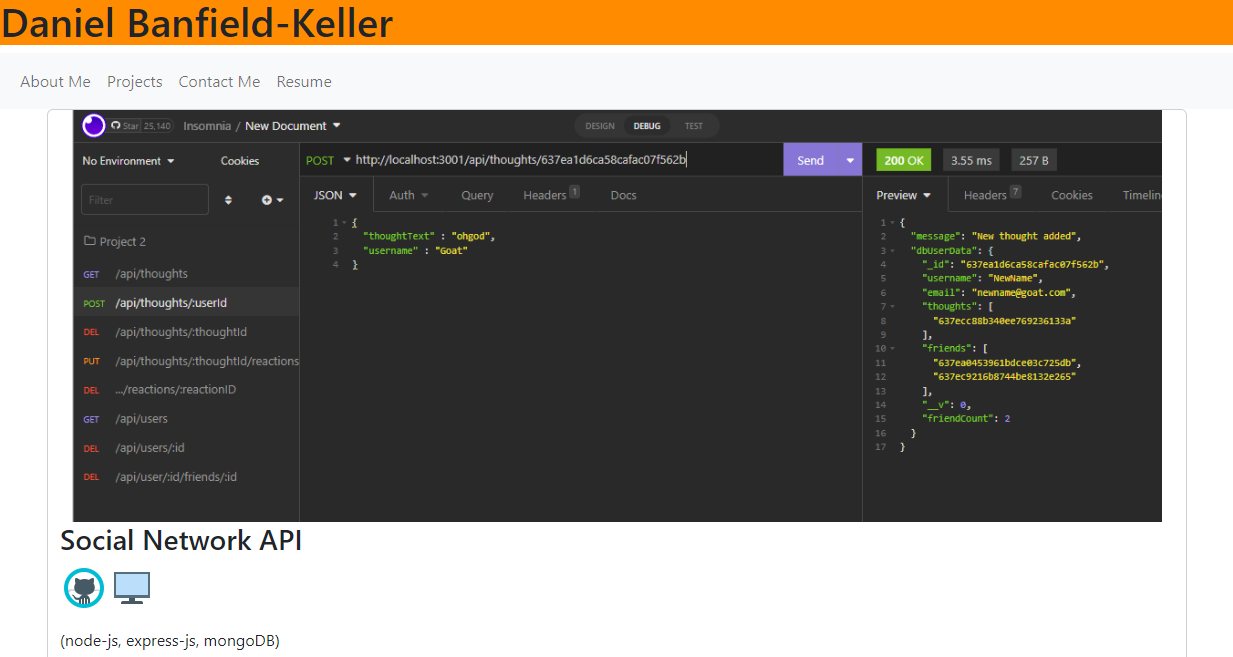 Daniel Banfield-Keller
About Me Projects Contact Me Resume
Star 25,140 Insomnia / New Document DESIGN DEBUG TEST
No Environment Cookies POST http://localhost:3001/api/thoughts/637ea1d6ca58cafac07f562b Send 200 OK 3.55 ms 257 B
Filter JSON Auth Query Headers 1 Docs Preview Headers 7 Cookies Timelin
Project 2
GET /api/thoughts
POST /api/thoughts/:userId
DEL /api/thoughts/:thoughtId
PUT /api/thoughts/:thoughtId/reactions
DEL .../reactions/:reactionID
GET /api/users
DEL /api/users/:id
DEL /api/user/:id/friends/:id
1 {
2 "thoughtText" : "ohgod",
3 "username" : "Goat"
4 }
1 {
2 "message": "New thought added",
3 "dbUserData": {
4 "_id": "637ea1d6ca58cafac07f562b",
5 "username": "NewName",
6 "email": "newname@goat.com",
7 "thoughts": [
8 "637ecc88b340ee769236133a"
9 ],
10 "friends": [
11 "637ea0453961bdce03c725db",
12 "637ec9216b8744be8132e265"
13 ],
14 "__v": 0,
15 "friendCount": 2
16 }
17 }
Social Network API
(node-js, express-js, mongoDB)